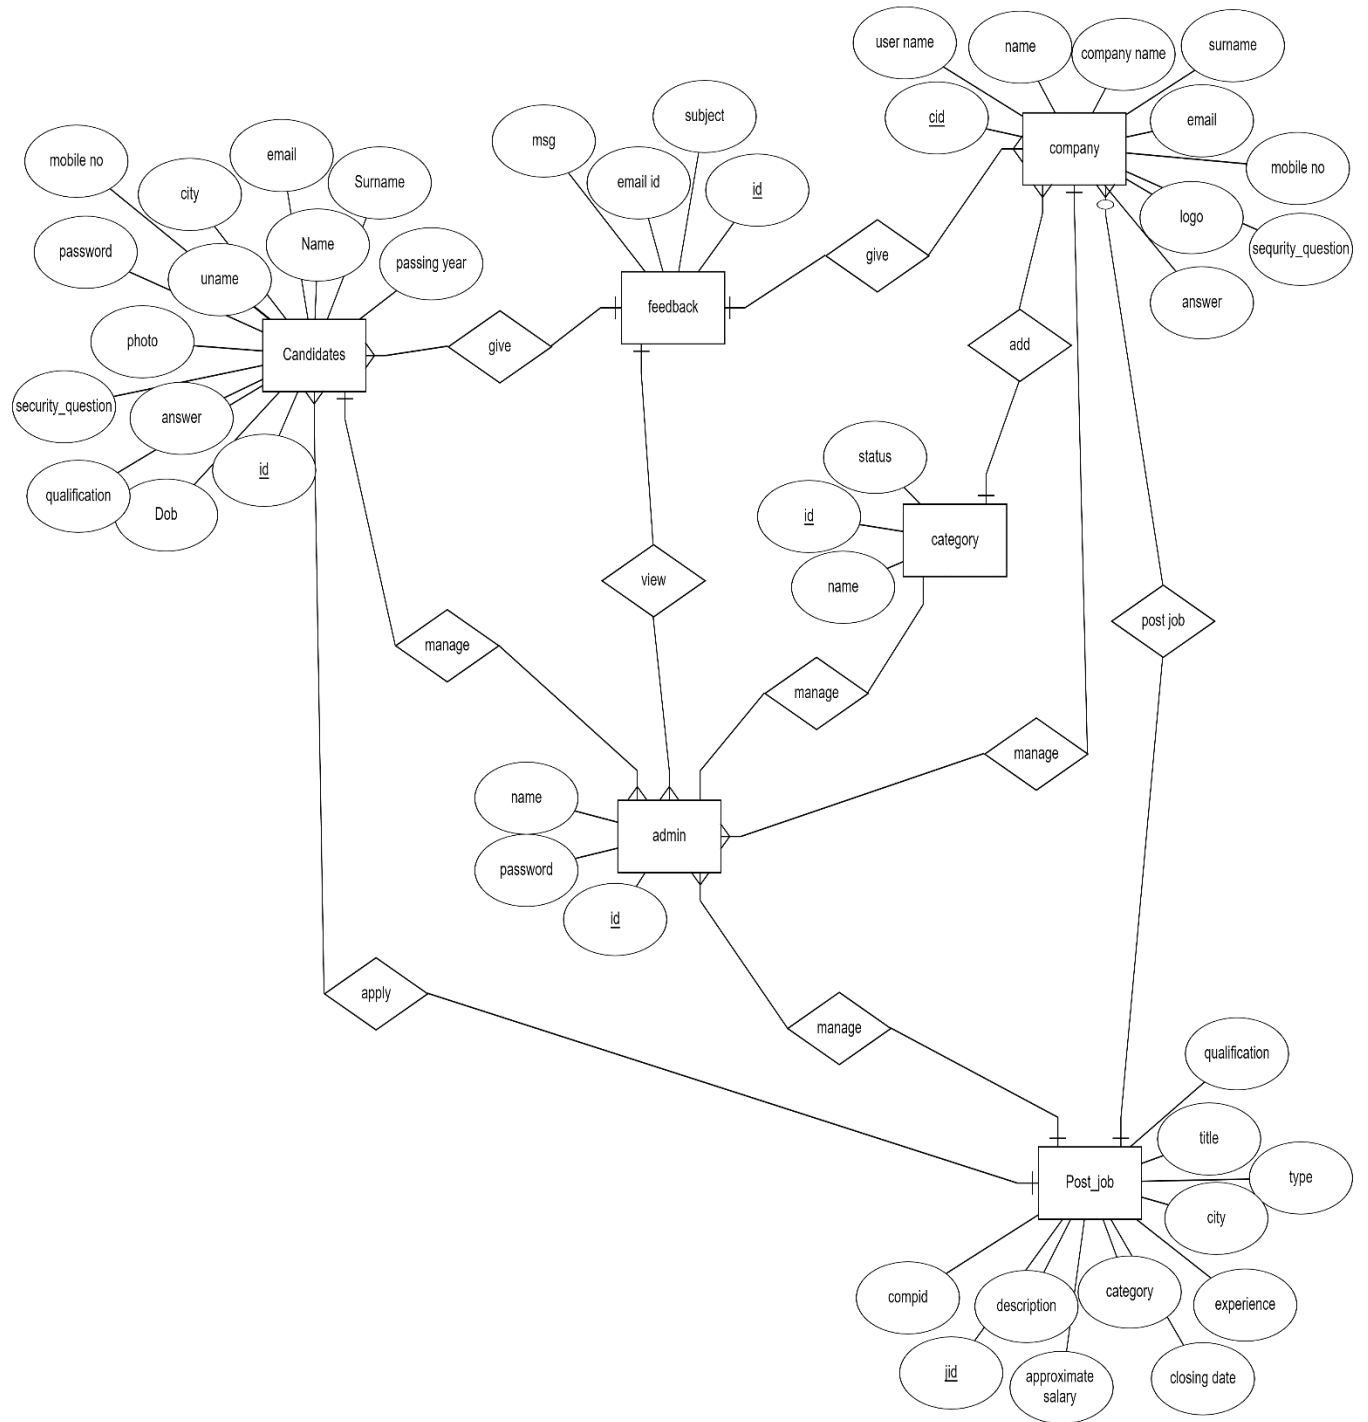 user name
name
company name
surname
cid
company
email
mobile no
logo
sequrity_question
answer
subject
msg
email id
id
give
feedback
email
mobile no
city
Surname
password
uname
Name
passing year
photo
Candidates
give
security_question
answer
id
qualification
Dob
add
status
id
category
name
view
post job
manage
manage
manage
name
admin
password
id
apply
manage
qualification
title
type
Post_job
city
compid
description
category
experience
jid
approximate
salary
closing date